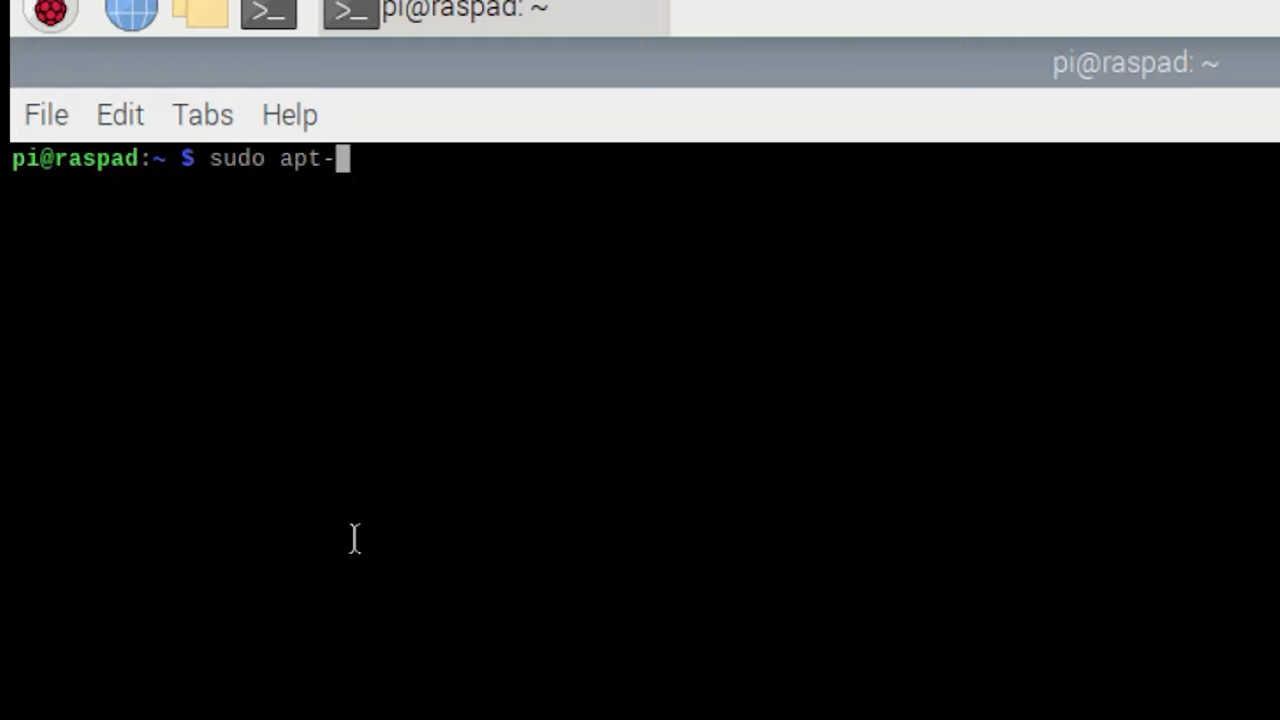 pi@raspad: ~
pi@raspad: ~
File Edit Tabs Help
pi@raspad:~ $ sudo apt-